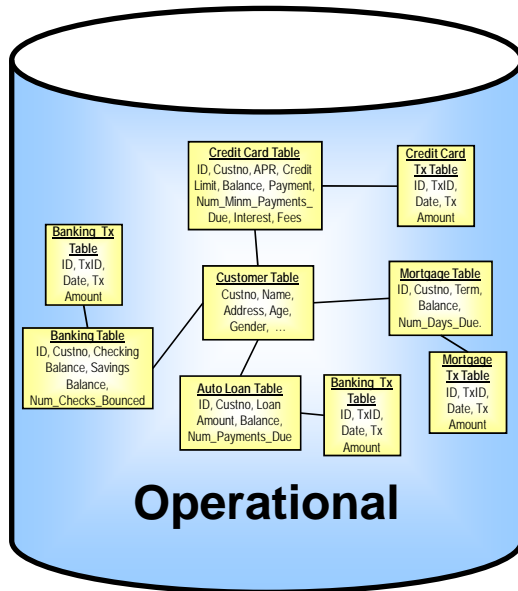 Credit Card Table
ID, Custno, APR, Credit
Limit, Balance, Payment,
Num_Minm_Payments_
Due, Interest, Fees
Credit Card
Tx Table
ID, TxID,
Date, Tx
Amount
Banking Tx
Table
ID, TxID,
Date, Tx
Amount
Customer Table
Custno, Name,
Address, Age,
Gender, …
Mortgage Table
ID, Custno, Term,
Balance,
Num_Days_Due.
Banking Table
ID, Custno, Checking
Balance, Savings
Balance,
Num_Checks_Bounced
Auto Loan Table
ID, Custno, Loan
Amount, Balance,
Num_Payments_Due
Banking Tx
Table
ID, TxID,
Date, Tx
Amount
Mortgage
Tx Table
ID, TxID,
Date, Tx
Amount
Operational